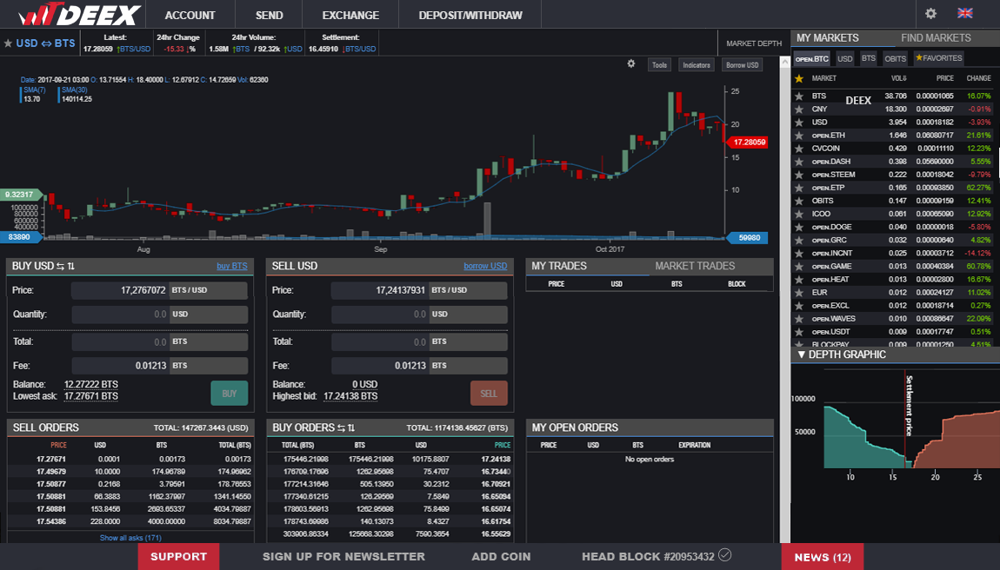 DEEX ACCOUNT SEND EXCHANGE DEPOSIT/WITHDRAW
USD ⇔ BTS
Latest:
17.28059 ↑BTS/USD
24hr Change
-15.33 ↓%
24hr Volume:
1.58M ↑BTS / 92.32k ↑USD
Settlement:
16.45910 ↓BTS/USD
MARKET DEPTH
Tools Indicators Borrow USD
Date: 2017-09-21 03:00 O: 13.71554 H: 18.40000 L: 12.67912 C: 14.72659 Vol: 62360
SMA(7) SMA(30)
13.70 140114.25
25
20
17.28059
15
10
9.32317
1000000
800000
600000
400000
83890 59980
Aug Sep Oct 2017
BUY USD ⇆ ⇅ buy BTS
Price: 17,2767072 BTS / USD
Quantity: 0.0 USD
Total: 0.0 BTS
Fee: 0.01213 BTS
Balance: 12.27222 BTS
Lowest ask: 17.27671 BTS
BUY
SELL USD borrow USD
Price: 17,24137931 BTS / USD
Quantity: 0.0 USD
Total: 0.0 BTS
Fee: 0.01213 BTS
Balance: 0 USD
Highest bid: 17.24138 BTS
SELL
MY TRADES MARKET TRADES
PRICE USD BTS BLOCK
SELL ORDERS TOTAL: 147267.3443 (USD)
PRICE USD BTS TOTAL (BTS)
17.27671 0.0001 0.00173 0.00173
17.49679 10.0000 174.96789 174.96962
17.50877 0.2168 3.79591 178.76553
17.50881 66.3883 1162.37997 1341.14550
17.50881 153.8456 2693.65337 4034.79887
17.54386 228.0000 4000.00000 8034.79887
Show all asks (171)
BUY ORDERS ⇆ ⇅ TOTAL: 1174136.45627 (BTS)
TOTAL (BTS) BTS USD PRICE
175446.21998 175446.21998 10175.8807 17.24138
176709.17696 1262.95698 75.4707 16.73440
177214.31646 505.13950 30.2312 16.70921
177340.61215 126.29569 7.5849 16.65094
178603.56913 1262.95698 75.8499 16.65074
178743.69986 140.13073 8.4327 16.61754
303906.86334 125668.30298 7590.3654 16.55629
MY OPEN ORDERS
PRICE USD BTS EXPIRATION
No open orders
MY MARKETS FIND MARKETS
OPEN.BTC USD BTS OBITS ★FAVORITES
MARKET VOL PRICE CHANGE
BTS 38.706 0.00001065 16.07%
DEEX
CNY 18.300 0.00002697 -0.91%
USD 3.954 0.00018182 -3.93%
OPEN.ETH 1.646 0.06080717 21.61%
CVCOIN 0.429 0.00011110 12.23%
OPEN.DASH 0.398 0.05690000 5.55%
OPEN.STEEM 0.222 0.00018042 -9.79%
OPEN.ETP 0.165 0.00093850 62.27%
OBITS 0.147 0.00009159 12.41%
ICOO 0.061 0.00065090 12.92%
OPEN.DOGE 0.040 0.00000018 -5.80%
OPEN.GRC 0.032 0.00000640 4.82%
OPEN.INCNT 0.025 0.00003712 -14.12%
OPEN.GAME 0.013 0.00040384 60.78%
OPEN.HEAT 0.013 0.00002800 16.67%
EUR 0.012 0.00024127 11.02%
OPEN.EXCL 0.012 0.00018714 0.27%
OPEN.WAVES 0.010 0.00086647 22.09%
OPEN.USDT 0.009 0.00017747 0.51%
BLOCKPAY 0.009 0.00001250 4.51%
▼ DEPTH GRAPHIC
Settlement price
100000
50000
10 15 20 25
SUPPORT SIGN UP FOR NEWSLETTER ADD COIN HEAD BLOCK #20953432 NEWS (12)